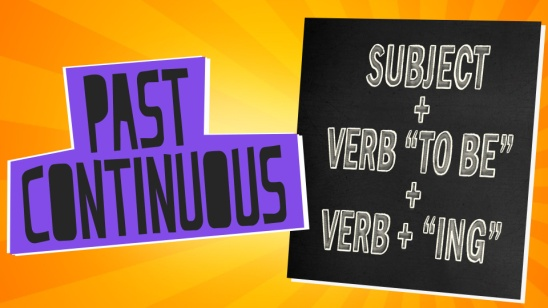 PAST
CONTINUOUS
SUBJECT
+
VERB “TO BE”
+
VERB + “ING”